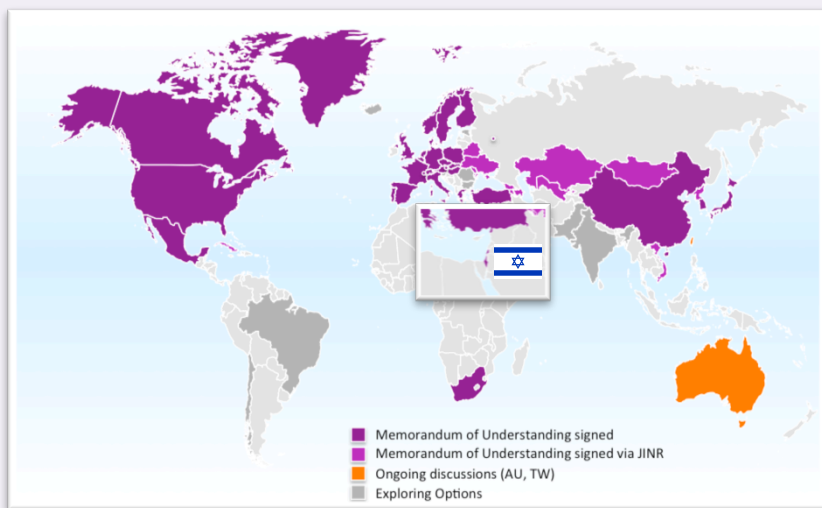 Memorandum of Understanding signed
Memorandum of Understanding signed via JINR
Ongoing discussions (AU, TW)
Exploring Options